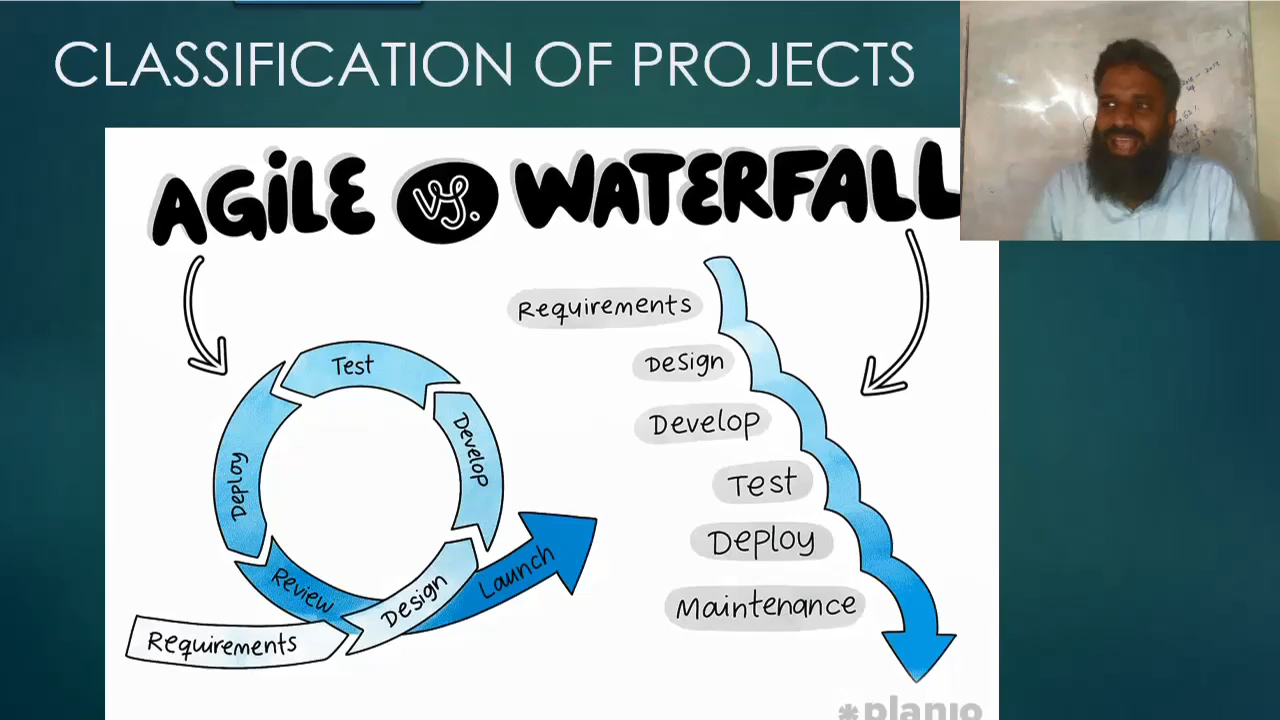 CLASSIFICATION OF PROJECTS
AGILE vs. WATERFALL
Test
Develop
Deploy
Review
Design
Launch
Requirements
Requirements
Design
Develop
Test
Deploy
Maintenance
*planio